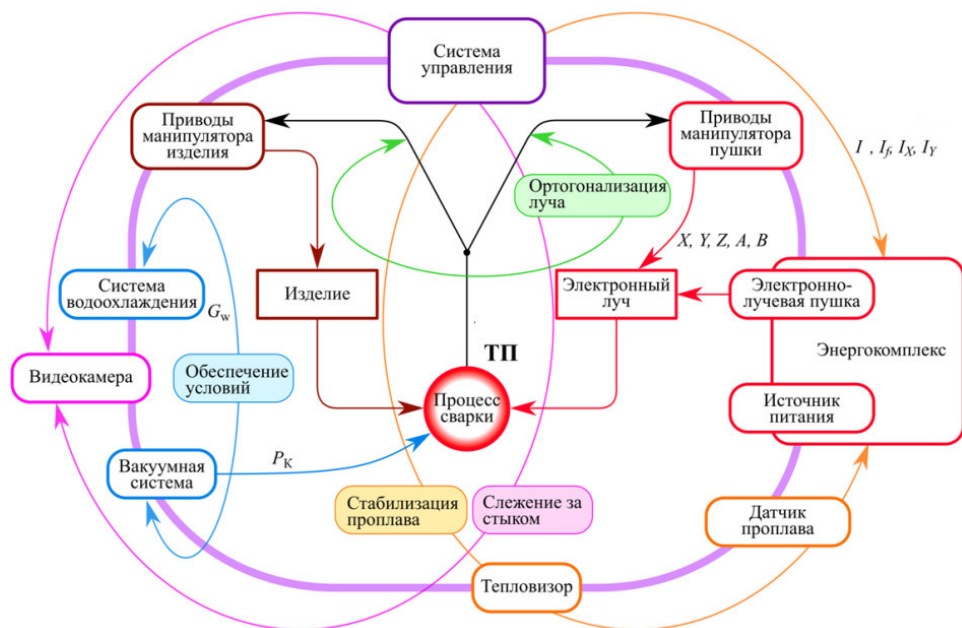 Система
управления
Приводы
манипулятора
изделия
Приводы
манипулятора
пушки
I , If, IX, IY
Ортогонализация
луча
X, Y, Z, A, B
Система
водоохлаждения
Изделие
Электронный
луч
Электронно-
лучевая пушка
Gw
Энергокомплекс
ТП
Видеокамера
Обеспечение
условий
Процесс
сварки
Источник
питания
Вакуумная
система
PК
Стабилизация
проплава
Слежение за
стыком
Датчик
проплава
Тепловизор